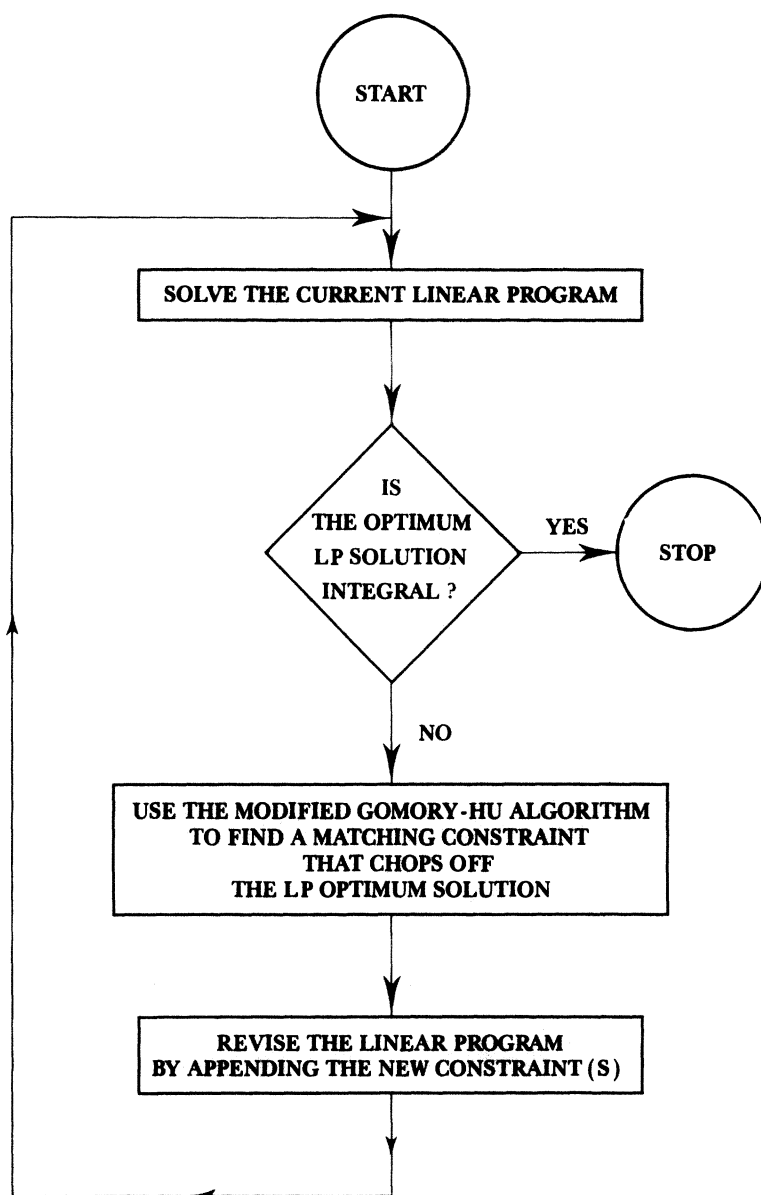 START
SOLVE THE CURRENT LINEAR PROGRAM
IS
THE OPTIMUM
LP SOLUTION
INTEGRAL ?
YES
STOP
NO
USE THE MODIFIED GOMORY-HU ALGORITHM
TO FIND A MATCHING CONSTRAINT
THAT CHOPS OFF
THE LP OPTIMUM SOLUTION
REVISE THE LINEAR PROGRAM
BY APPENDING THE NEW CONSTRAINT (S)